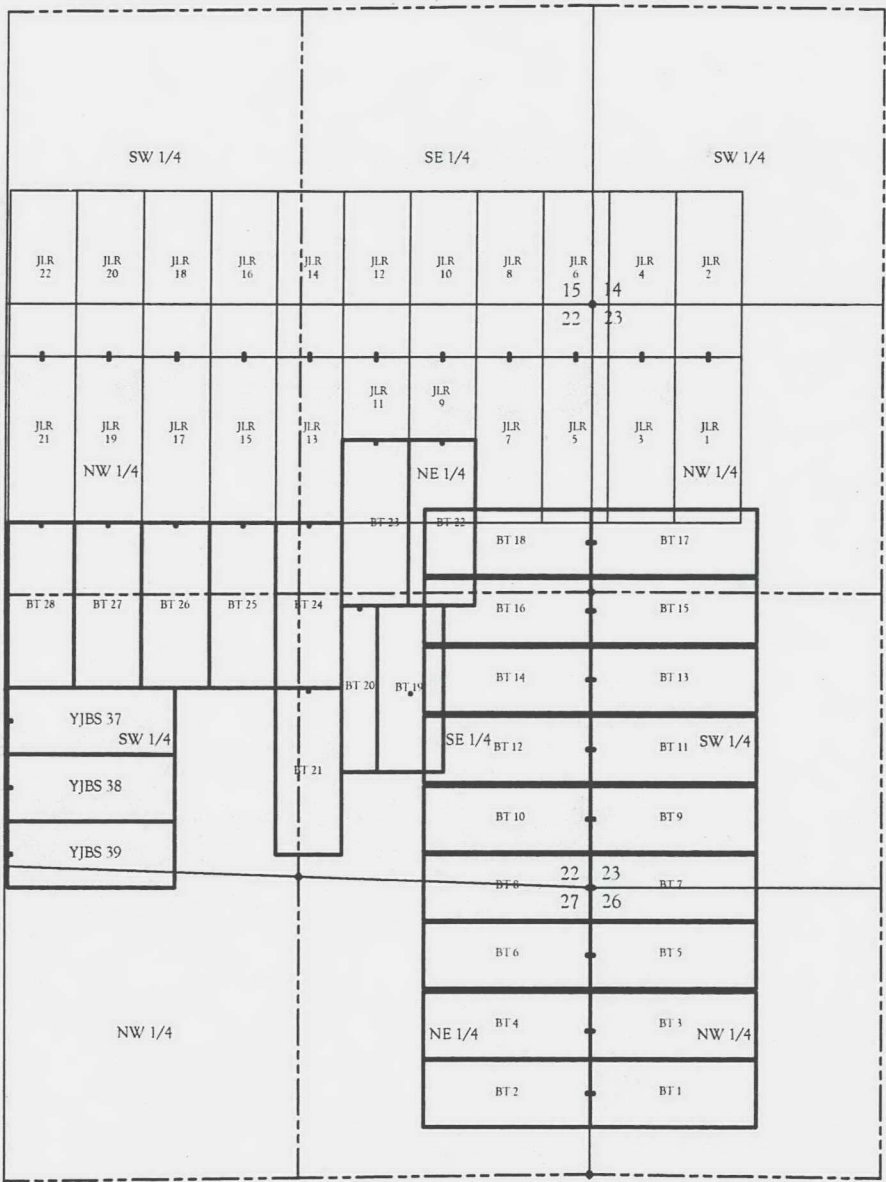 SW 1/4
SE 1/4
SW 1/4
JLR
22
JLR
20
JLR
18
JLR
16
JLR
14
JLR
12
JLR
10
JLR
8
JLR
6
JLR
4
JLR
2
15 14
22 23
JLR
21
JLR
19
JLR
17
JLR
15
JLR
13
JLR
11
JLR
9
JLR
7
JLR
5
JLR
3
JLR
1
NW 1/4
NE 1/4
NW 1/4
BT 23
BT 22
BT 18
BT 17
BT 28
BT 27
BT 26
BT 25
BT 24
BT 16
BT 15
BT 20
BT 19
BT 14
BT 13
YJBS 37
SW 1/4
SE 1/4
BT 12
BT 11
SW 1/4
BT 21
YJBS 38
BT 10
BT 9
YJBS 39
22 23
27 26
BT 8
BT 7
BT 6
BT 5
NW 1/4
NE 1/4
BT 4
BT 3
NW 1/4
BT 2
BT 1